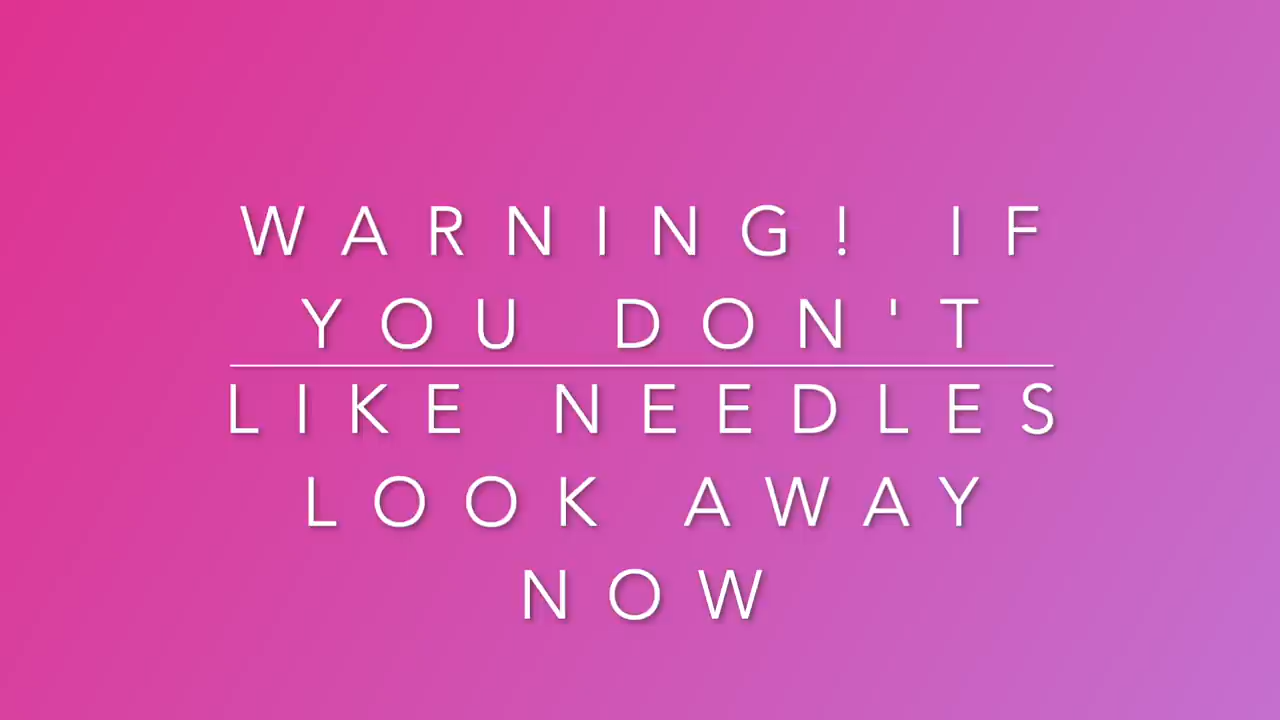 WARNING! IF
YOU DON'T
LIKE NEEDLES
LOOK AWAY
NOW